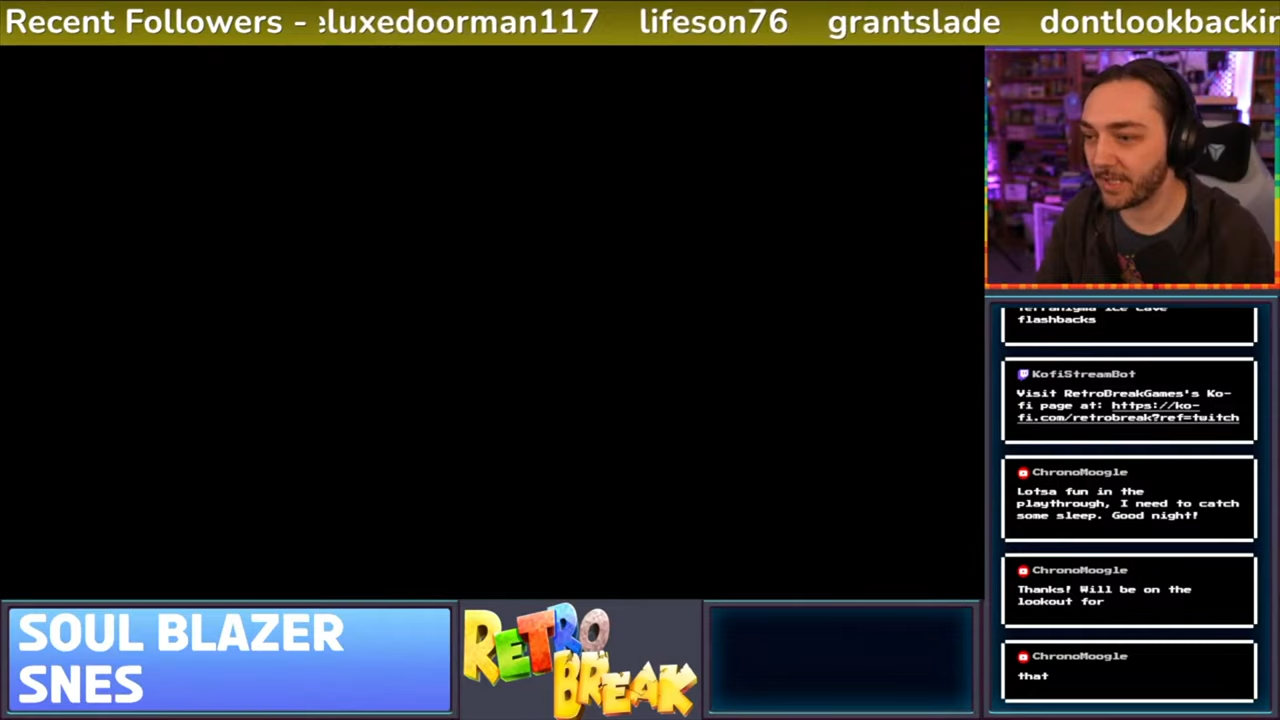 Recent Followers - :luxedoorman117 lifeson76 grantslade dontlookbackin
flashbacks
KofiStreamBot
Visit RetroBreakGames's Ko-
fi page at: https://ko-
fi.com/retrobreak?ref=twitch
ChronoMoogle
Lotsa fun in the
playthrough, I need to catch
some sleep. Good night!
ChronoMoogle
Thanks! Will be on the
lookout for
ChronoMoogle
that
SOUL BLAZER
SNES
RETRO
BREAK